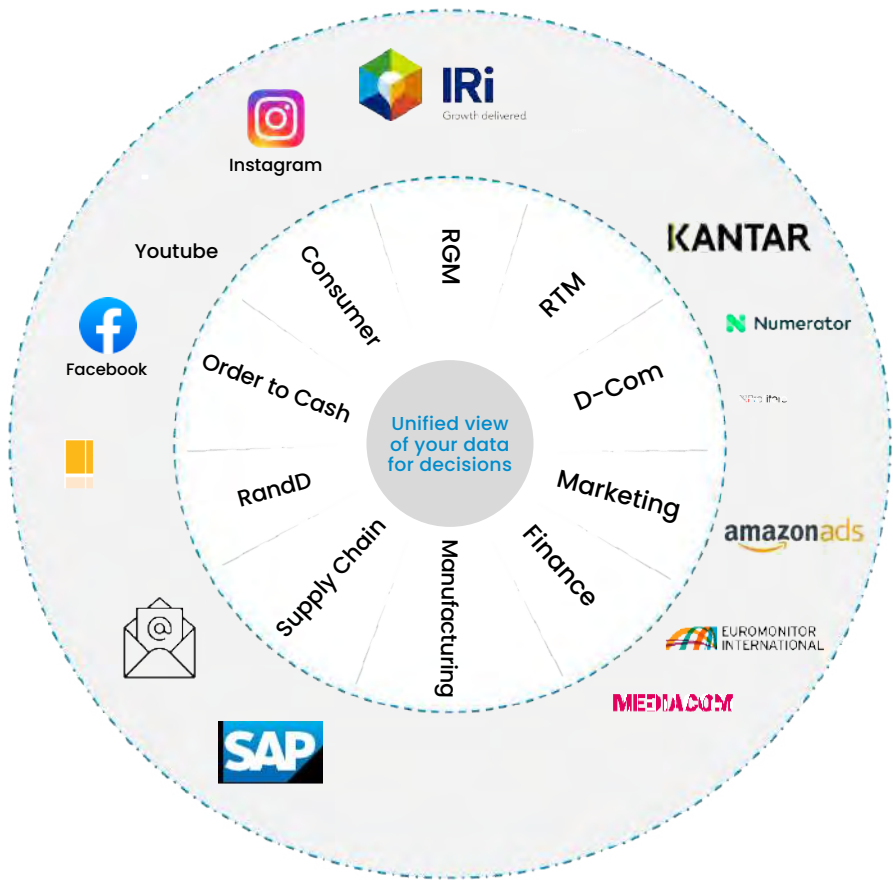 IRi
Growth delivered
Instagram
KANTAR
Youtube
RGM
Consumer
RTM
Numerator
Facebook
Order to Cash
D-Com
Unified view
of your data
for decisions
RandD
Marketing
amazonads
Supply Chain
Manufacturing
Finance
@
EUROMONITOR
INTERNATIONAL
MEDIACOM
SAP